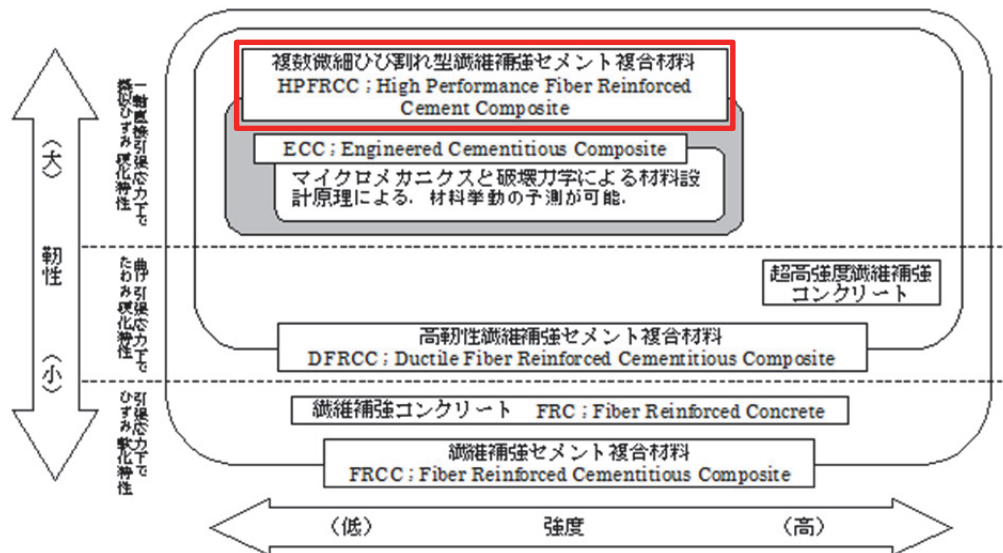 複数微細ひび割れ型繊維補強セメント複合材料
HPFRCC ; High Performance Fiber Reinforced
Cement Composite
ECC ; Engineered Cementitious Composite
マイクロメカニクスと破壊力学による材料設
計原理による. 材料挙動の予測が可能.
超高強度繊維補強
コンクリート
高靭性繊維補強セメント複合材料
DFRCC ; Ductile Fiber Reinforced Cementitious Composite
繊維補強コンクリート FRC ; Fiber Reinforced Concrete
繊維補強セメント複合材料
FRCC ; Fiber Reinforced Cementitious Composite
(大)
靭性
(小)
一軸直接引張応力下で
擬似ひずみ硬化特性
曲げ引張応力下で
たわみ硬化特性
引張応力下で
ひずみ軟化特性
(低) 強度 (高)